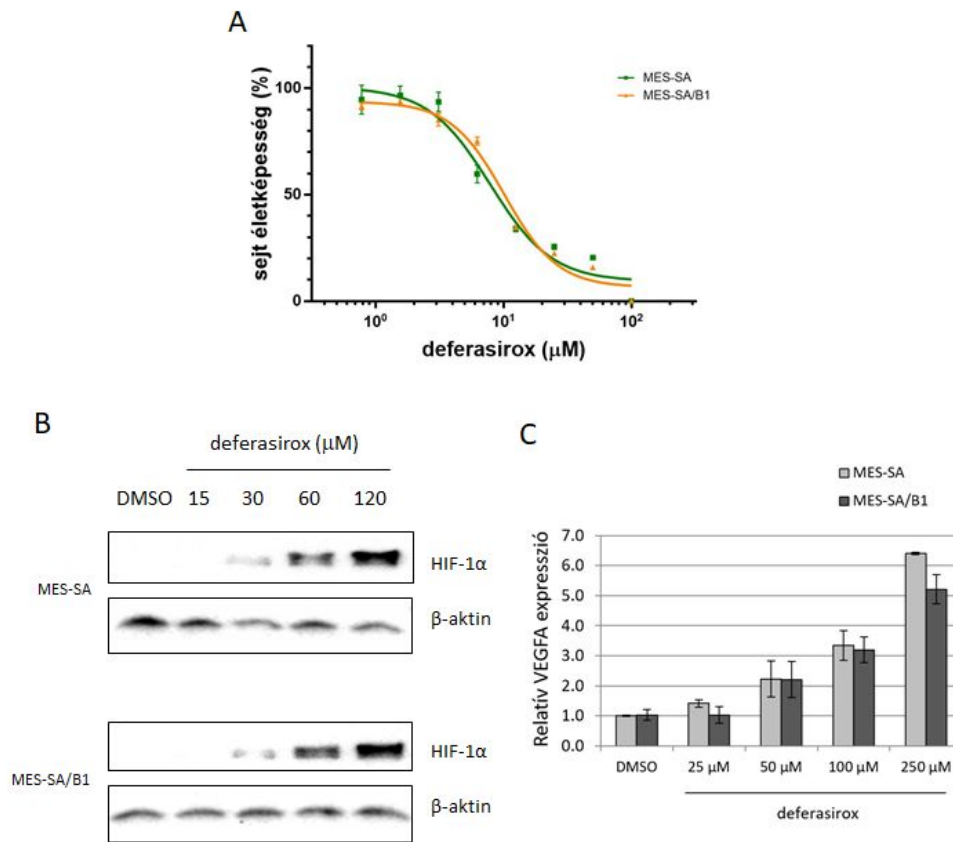 A
sejt életképesség (%)
100
50
0
10⁰
10¹
10²
deferasirox (μM)
MES-SA
MES-SA/B1
B
deferasirox (μM)
DMSO 15 30 60 120
MES-SA
HIF-1α
β-aktin
MES-SA/B1
HIF-1α
β-aktin
C
MES-SA
MES-SA/B1
Relatív VEGFA expresszió
7.0
6.0
5.0
4.0
3.0
2.0
1.0
0.0
DMSO 25 μM 50 μM 100 μM 250 μM
deferasirox